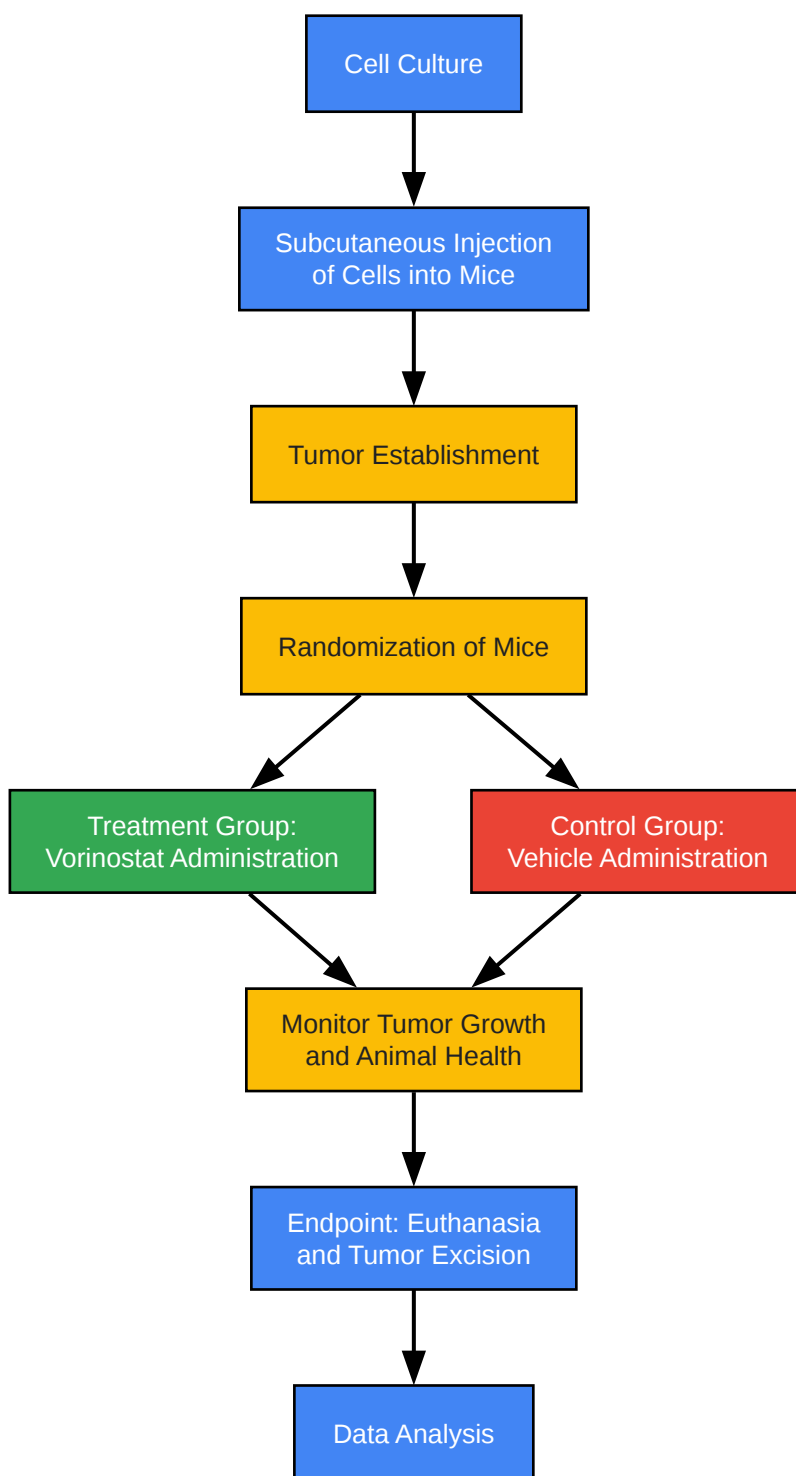 Cell Culture
Subcutaneous Injection
of Cells into Mice
Tumor Establishment
Randomization of Mice
Treatment Group:
Vorinostat Administration
Control Group:
Vehicle Administration
Monitor Tumor Growth
and Animal Health
Endpoint: Euthanasia
and Tumor Excision
Data Analysis